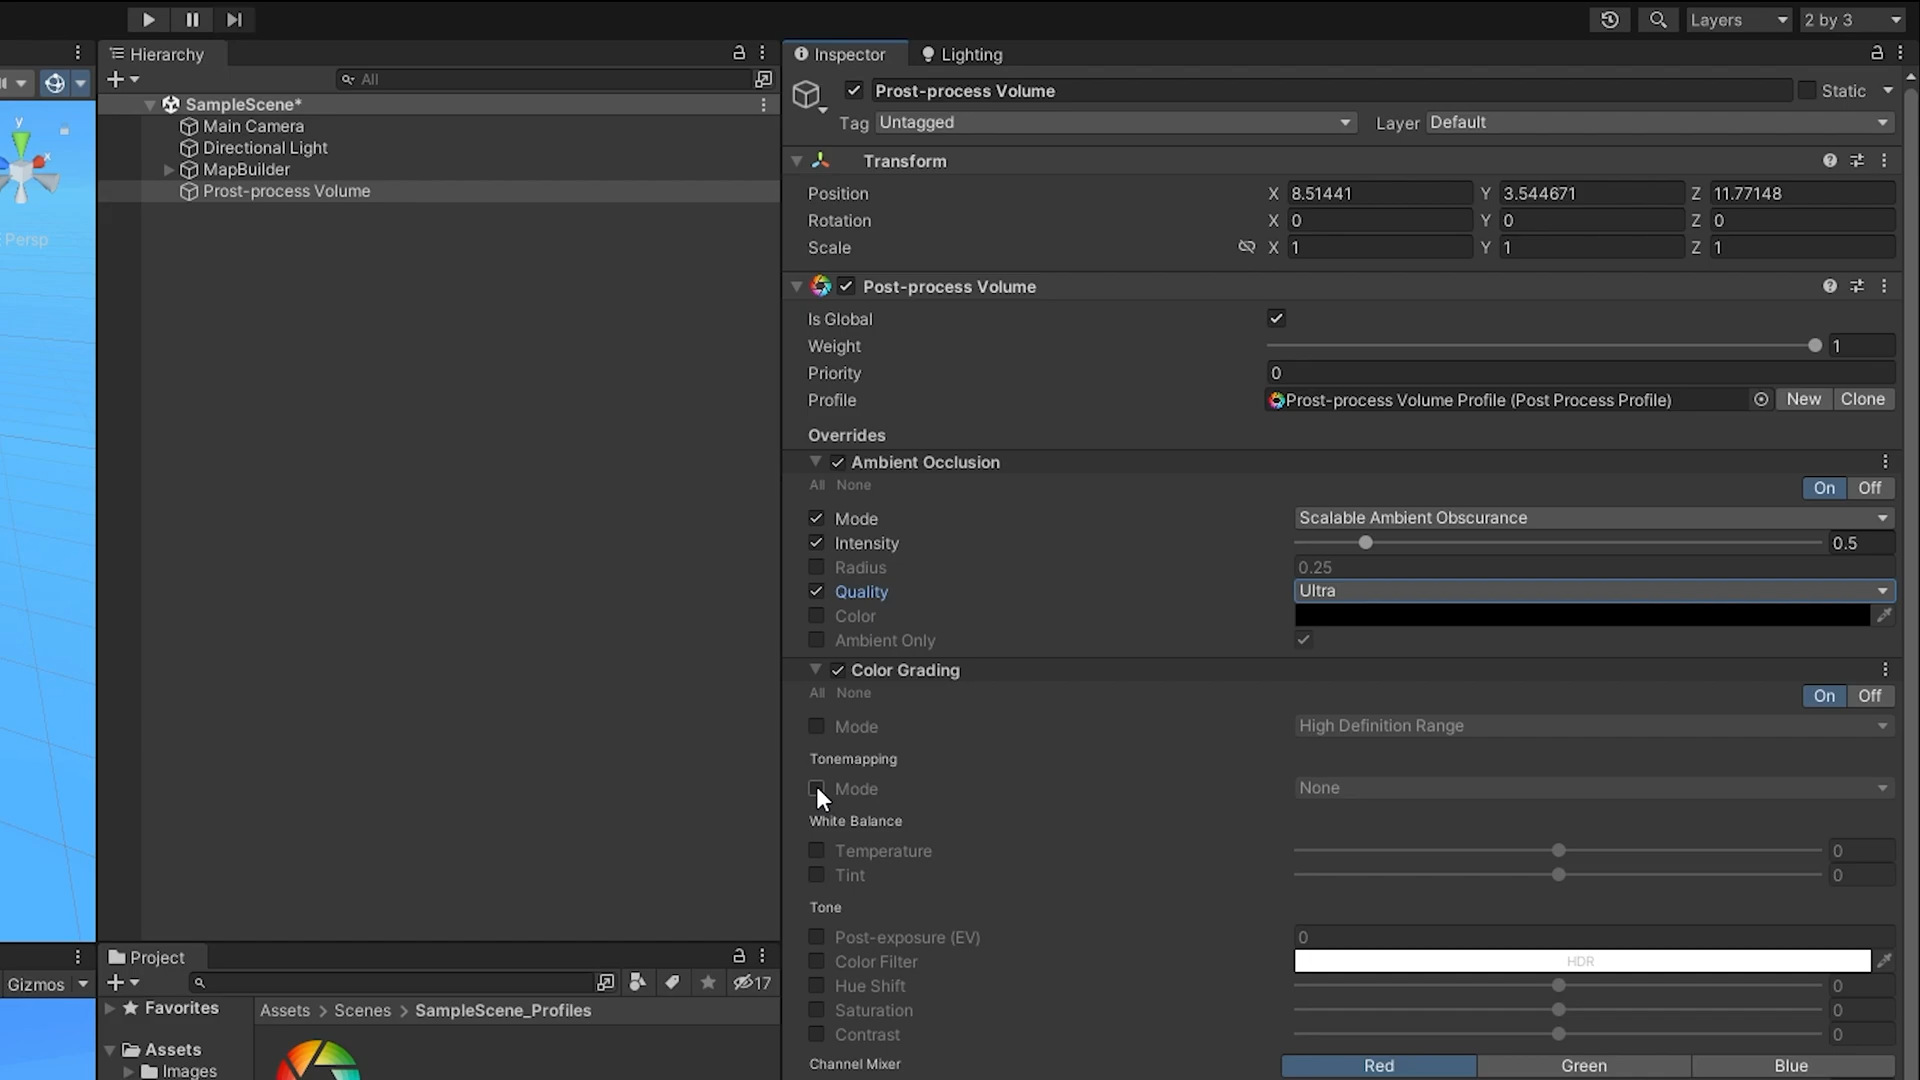 Layers
2 by 3
Hierarchy
All
SampleScene*
Main Camera
Directional Light
MapBuilder
Prost-process Volume
y
x
Persp
Inspector
Lighting
Prost-process Volume
Static
Tag Untagged
Layer Default
Transform
Position X 8.51441 Y 3.544671 Z 11.77148
Rotation X 0 Y 0 Z 0
Scale X 1 Y 1 Z 1
Post-process Volume
Is Global
Weight 1
Priority 0
Profile Prost-process Volume Profile (Post Process Profile) New Clone
Overrides
Ambient Occlusion
All None On Off
Mode Scalable Ambient Obscurance
Intensity 0.5
Radius 0.25
Quality Ultra
Color
Ambient Only
Color Grading
All None On Off
Mode High Definition Range
Tonemapping
Mode None
White Balance
Temperature 0
Tint 0
Tone
Post-exposure (EV) 0
Color Filter HDR
Hue Shift 0
Saturation 0
Contrast 0
Channel Mixer Red Green Blue
Gizmos
Project
17
Favorites
Assets > Scenes > SampleScene_Profiles
Assets
Images